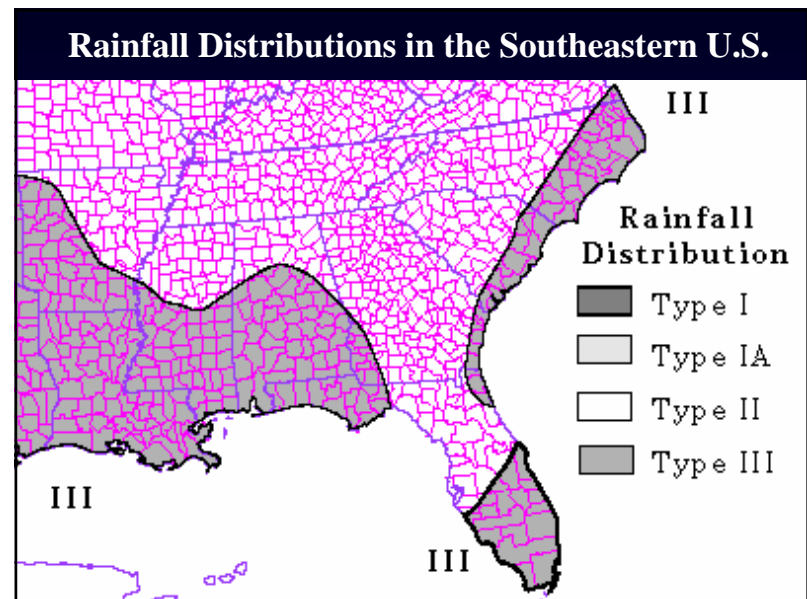 Rainfall Distributions in the Southeastern U.S.
III
Rainfall
Distribution
Type I
Type IA
Type II
Type III
III
III